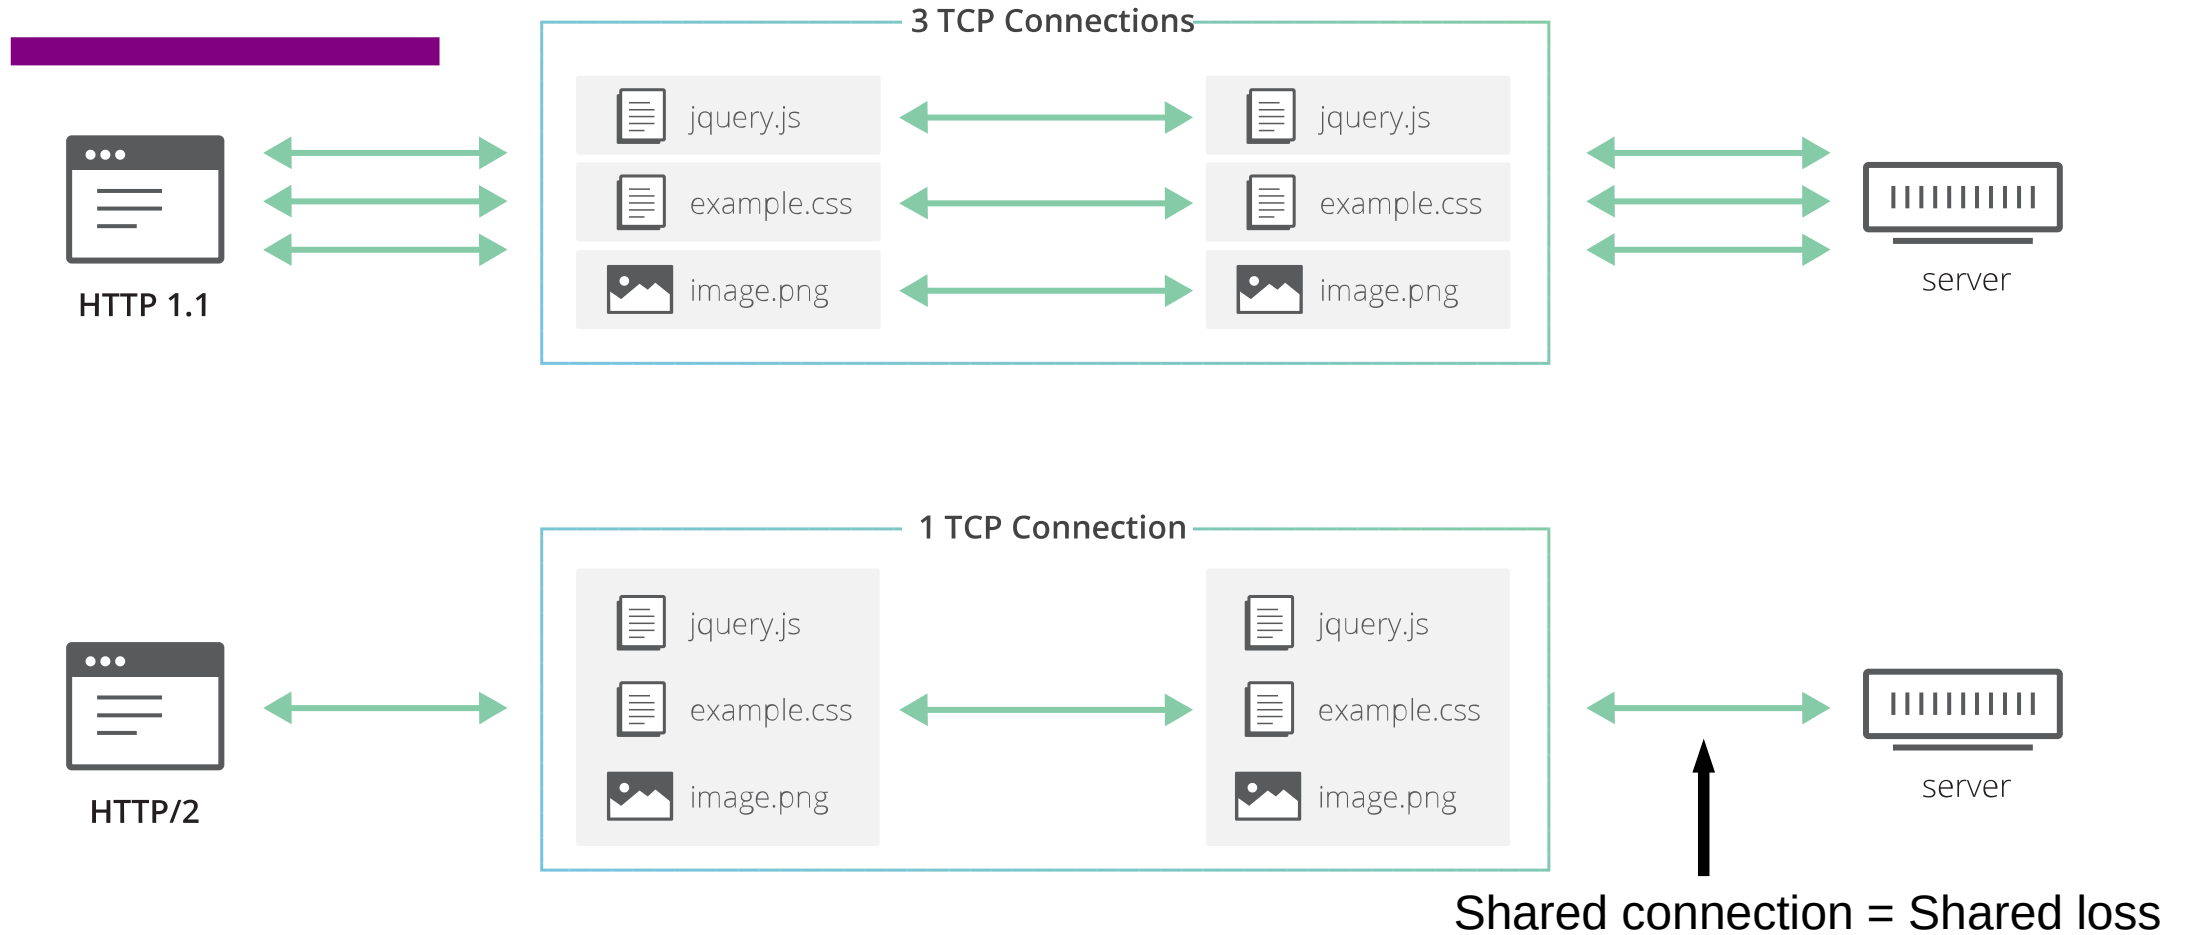 3 TCP Connections
jquery.js
jquery.js
example.css
example.css
image.png
image.png
HTTP 1.1
server
1 TCP Connection
jquery.js
jquery.js
example.css
example.css
image.png
image.png
HTTP/2
server
Shared connection = Shared loss